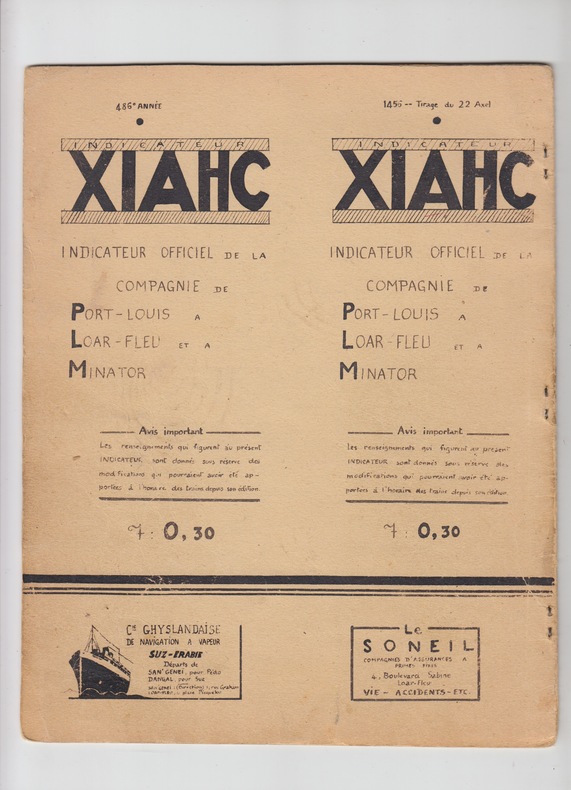 486e ANNÉE
INDICATEUR
XIAHC
INDICATEUR OFFICIEL DE LA
COMPAGNIE DE
PORT-LOUIS A
LOAR-FLEU ET A
MINATOR
Avis important
Les renseignements qui figurent au présent
INDICATEUR, sont donnés sous réserve des
modifications qui pourraient avoir été ap-
portées à l'horaire des trains depuis son édition.
7: 0,30
Cie GHYSLANDAISE
DE NAVIGATION A VAPEUR
SUZ-ERABIE
Départs de
SAN' GENEI, pour
DANGAL, pour Suz
1456 -- Tirage du 22 Axel
INDICATEUR
XIAHC
INDICATEUR OFFICIEL DE LA
COMPAGNIE DE
PORT-LOUIS A
LOAR-FLEU ET A
MINATOR
Avis important
Les renseignements qui figurent au présent
INDICATEUR sont donnés sous réserve des
modifications qui pourraient avoir été ap-
portées à l'horaire des trains depuis son édition
7: 0,30
Le
SONEIL
COMPAGNIES D'ASSURANCES A
PRIMES FIXES
4, Boulevard Sabine
Loar-Fleu
VIE - ACCIDENTS - ETC.